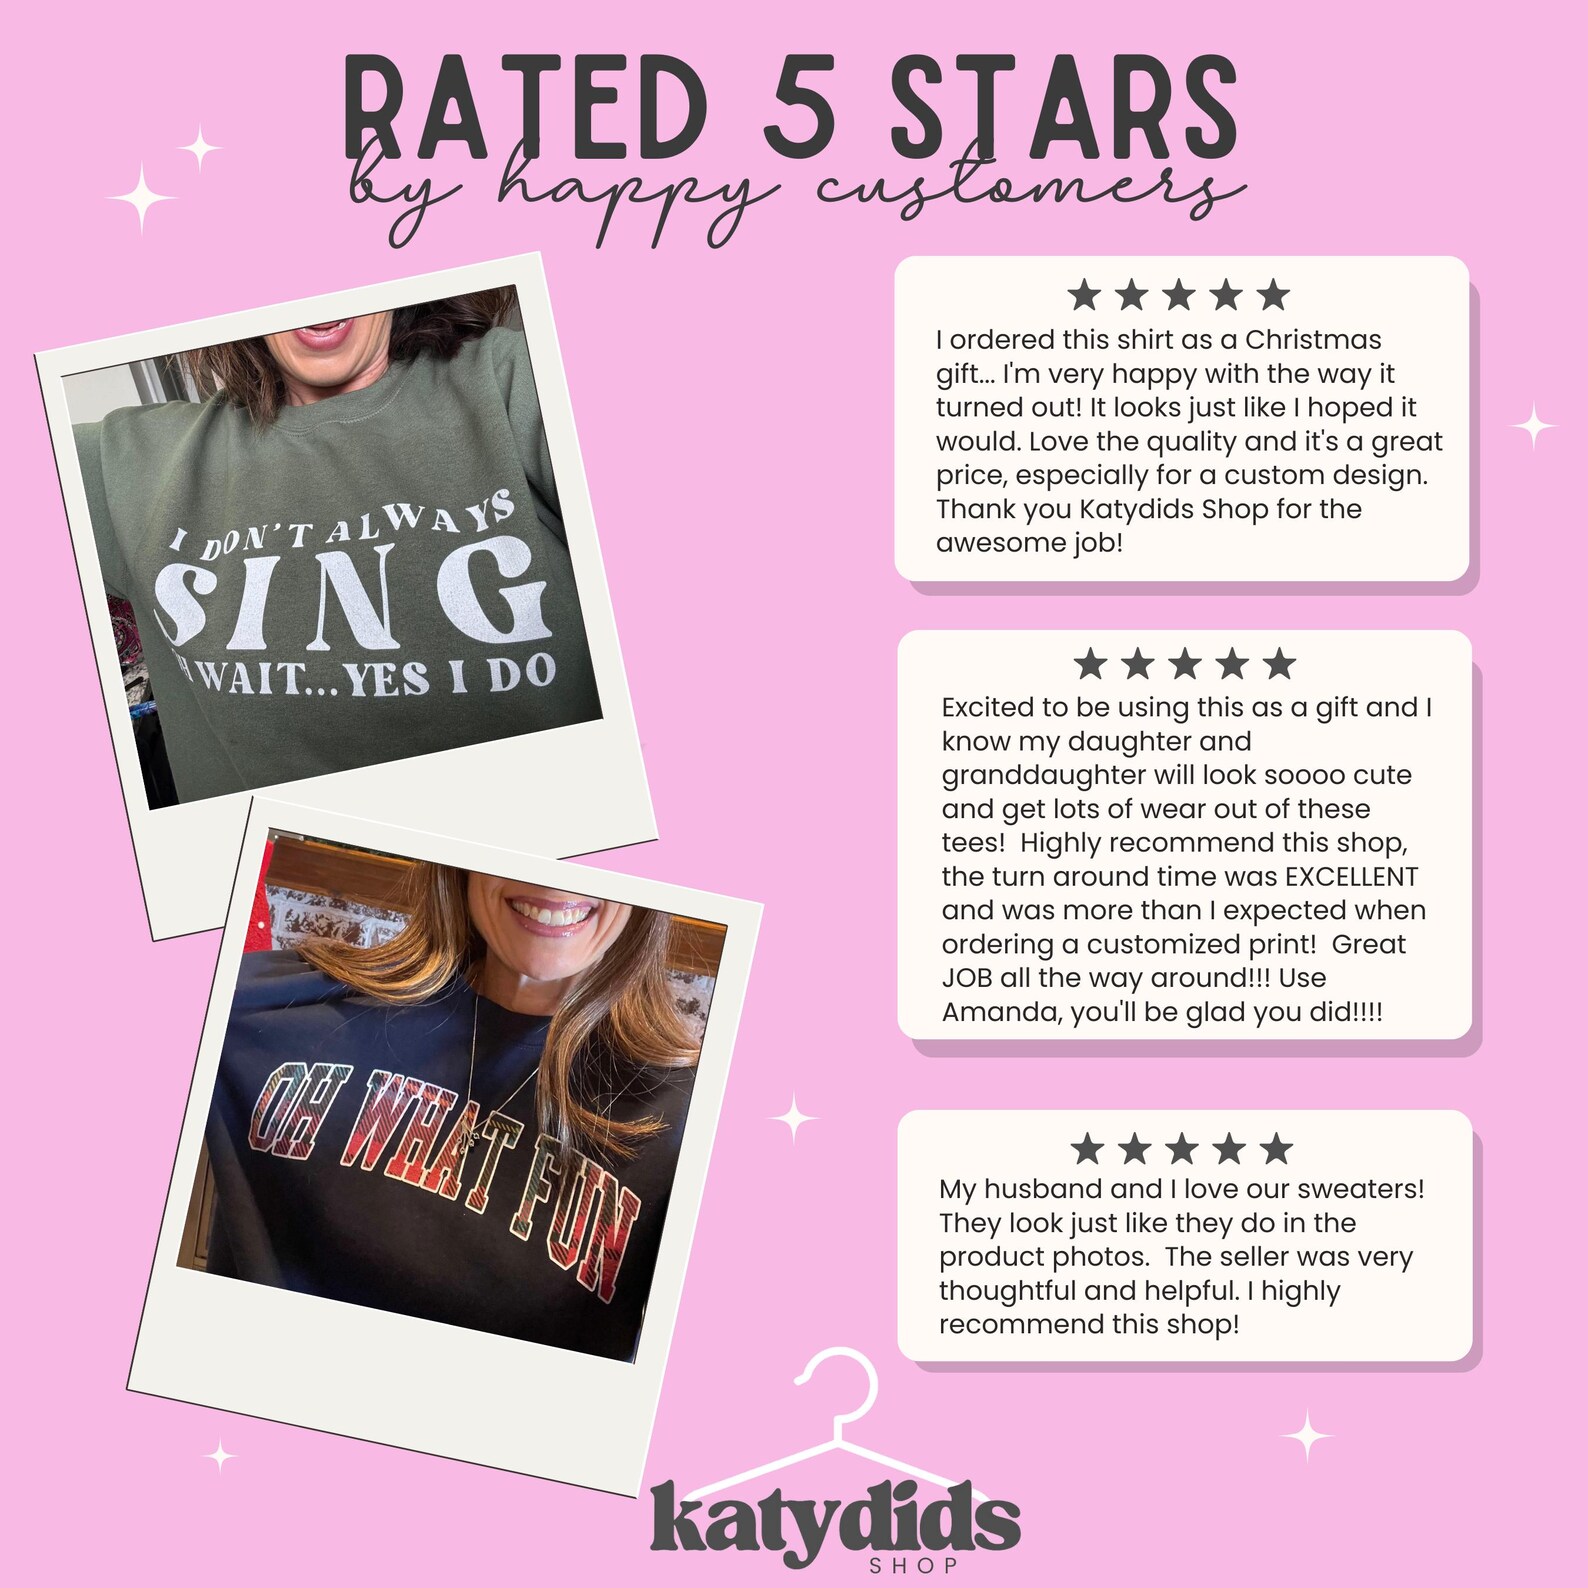 RATED 5 STARS
by happy customers
I DON'T ALWAYS
SING
WAIT...YES I DO
OH WHAT FUN
I ordered this shirt as a Christmas
gift... I'm very happy with the way it
turned out! It looks just like I hoped it
would. Love the quality and it's a great
price, especially for a custom design.
Thank you Katydids Shop for the
awesome job!
Excited to be using this as a gift and I
know my daughter and
granddaughter will look soooo cute
and get lots of wear out of these
tees!  Highly recommend this shop,
the turn around time was EXCELLENT
and was more than I expected when
ordering a customized print!  Great
JOB all the way around!!! Use
Amanda, you'll be glad you did!!!!
My husband and I love our sweaters!
They look just like they do in the
product photos.  The seller was very
thoughtful and helpful. I highly
recommend this shop!
katydids
SHOP